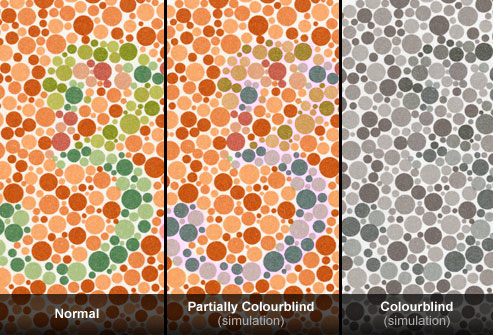 Normal
Partially Colourblind
(simulation)
Colourblind
(simulation)